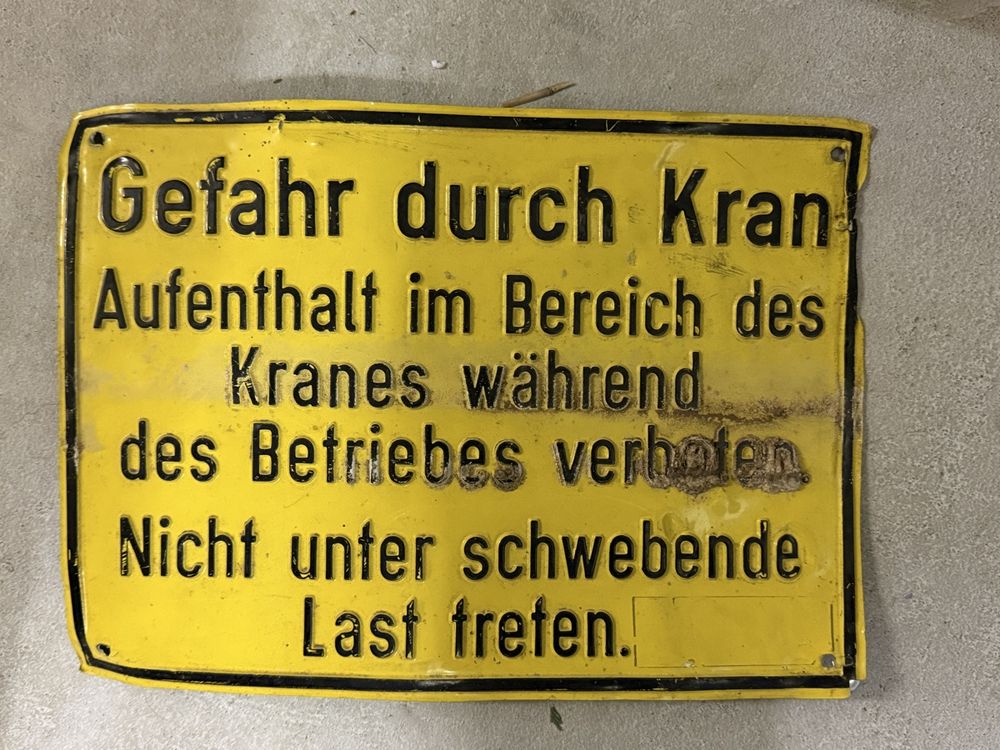 Gefahr durch Kran
Aufenthalt im Bereich des
Kranes während
des Betriebes verboten
Nicht unter schwebende
Last treten.